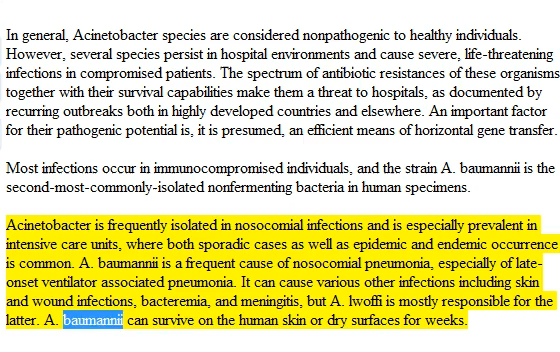 In general, Acinetobacter species are considered nonpathogenic to healthy individuals.
However, several species persist in hospital environments and cause severe, life-threatening
infections in compromised patients. The spectrum of antibiotic resistances of these organisms
together with their survival capabilities make them a threat to hospitals, as documented by
recurring outbreaks both in highly developed countries and elsewhere. An important factor
for their pathogenic potential is, it is presumed, an efficient means of horizontal gene transfer.
Most infections occur in immunocompromised individuals, and the strain A. baumannii is the
second-most-commonly-isolated nonfermenting bacteria in human specimens.
Acinetobacter is frequently isolated in nosocomial infections and is especially prevalent in
intensive care units, where both sporadic cases as well as epidemic and endemic occurrence
is common. A. baumannii is a frequent cause of nosocomial pneumonia, especially of late-
onset ventilator associated pneumonia. It can cause various other infections including skin
and wound infections, bacteremia, and meningitis, but A. lwoffi is mostly responsible for the
latter. A. baumannii can survive on the human skin or dry surfaces for weeks.